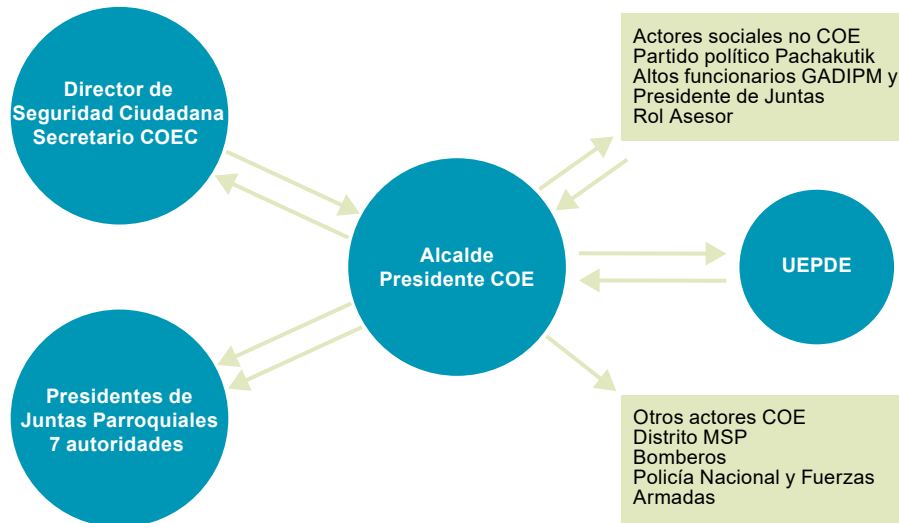 Director de
Seguridad Ciudadana
Secretario COEC
Actores sociales no COE
Partido político Pachakutik
Altos funcionarios GADIPM y
Presidente de Juntas
Rol Asesor
Alcalde
Presidente COE
UEPDE
Presidentes de
Juntas Parroquiales
7 autoridades
Otros actores COE
Distrito MSP
Bomberos
Policía Nacional y Fuerzas
Armadas